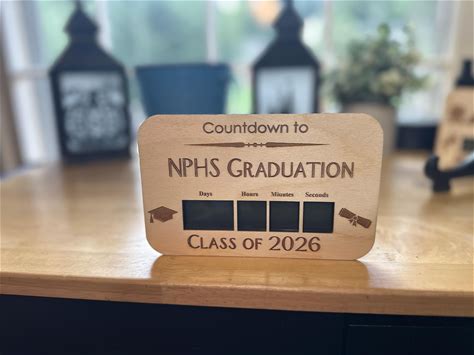 Countdown to
NPHS GRADUATION
Days Hours Minutes Seconds
CLASS OF 2026